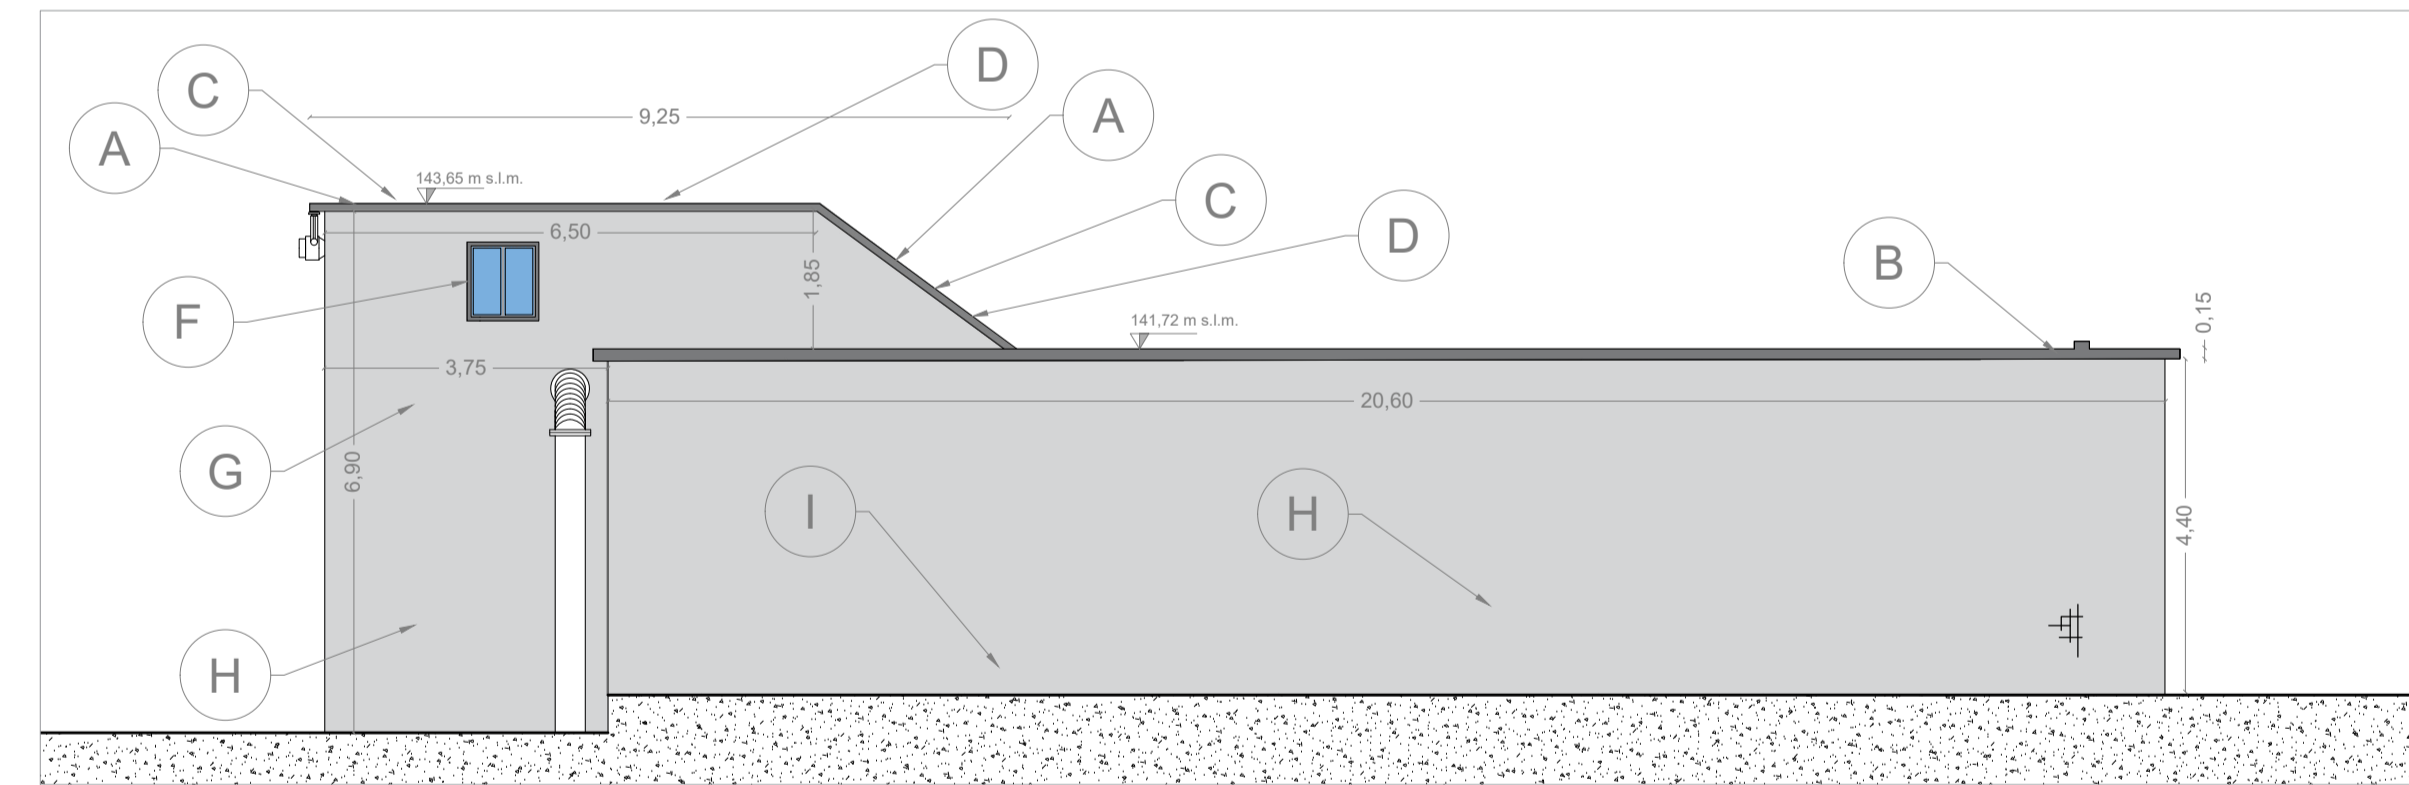 D
C
A
9,25
A
143,65 m s.l.m.
C
6,50
D
B
1,85
F
141,72 m s.l.m.
0,15
3,75
20,60
G
6,90
I
H
4,40
H